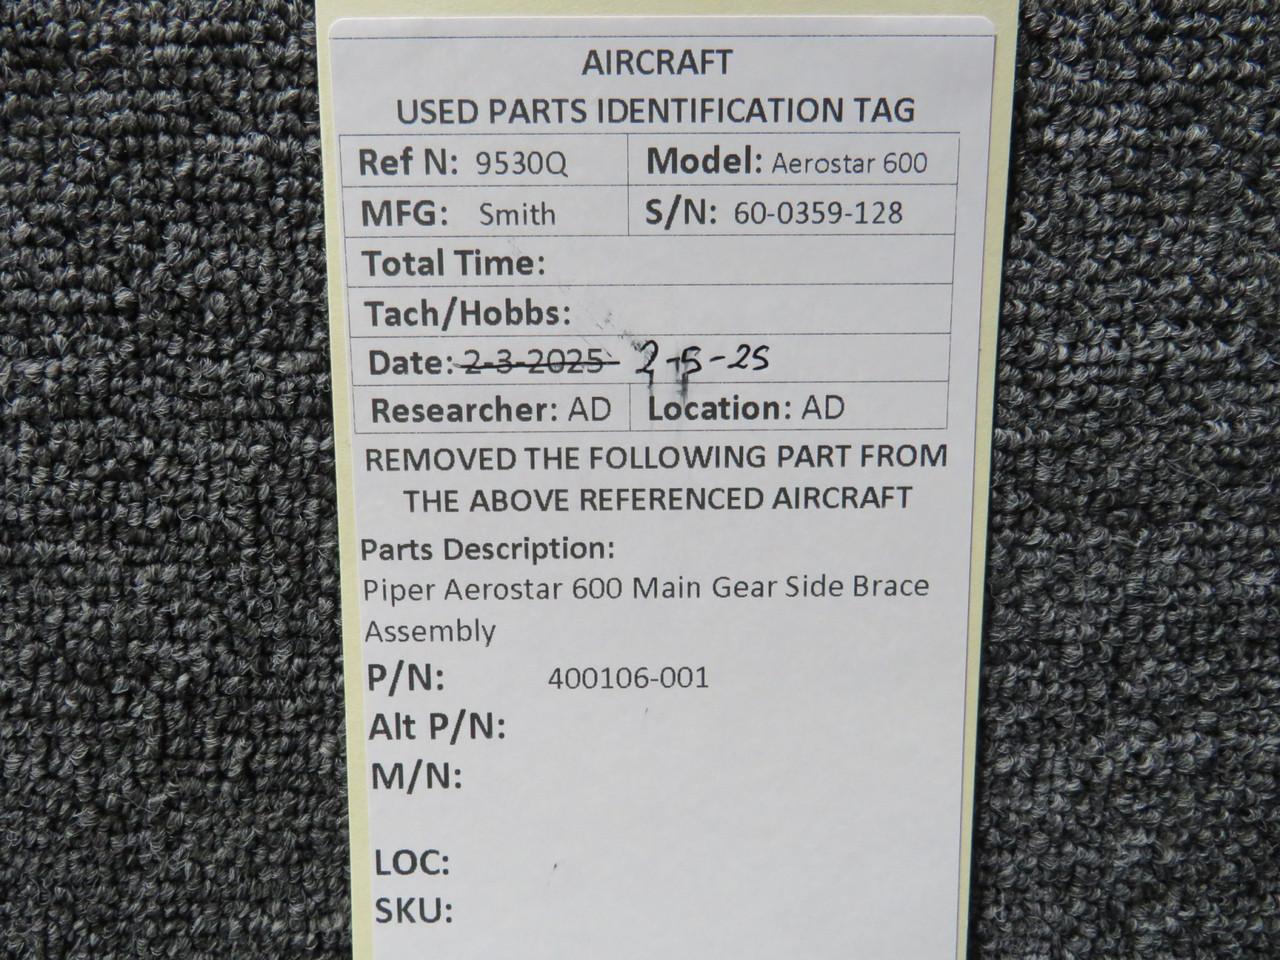 AIRCRAFT
USED PARTS IDENTIFICATION TAG
Ref N: 9530Q Model: Aerostar 600
MFG: Smith S/N: 60-0359-128
Total Time:
Tach/Hobbs:
Date: 2-3-2025 2-5-25
Researcher: AD Location: AD
REMOVED THE FOLLOWING PART FROM
THE ABOVE REFERENCED AIRCRAFT
Parts Description:
Piper Aerostar 600 Main Gear Side Brace
Assembly
P/N: 400106-001
Alt P/N:
M/N:
LOC:
SKU: